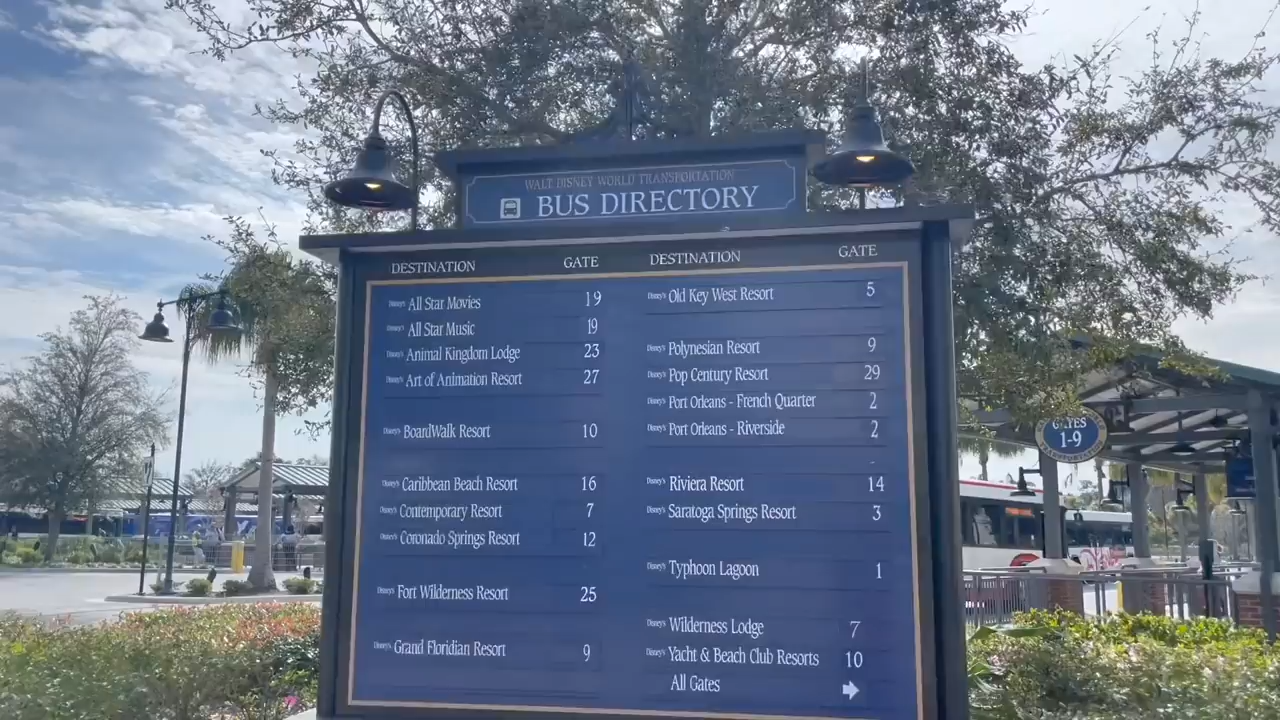 WALT DISNEY WORLD TRANSPORTATION
BUS DIRECTORY
DESTINATION GATE
Disney's All Star Movies 19
Disney's All Star Music 19
Disney's Animal Kingdom Lodge 23
Disney's Art of Animation Resort 27
Disney's BoardWalk Resort 10
Disney's Caribbean Beach Resort 16
Disney's Contemporary Resort 7
Disney's Coronado Springs Resort 12
Disney's Fort Wilderness Resort 25
Disney's Grand Floridian Resort 9
DESTINATION GATE
Disney's Old Key West Resort 5
Disney's Polynesian Resort 9
Disney's Pop Century Resort 29
Disney's Port Orleans - French Quarter 2
Disney's Port Orleans - Riverside 2
Disney's Riviera Resort 14
Disney's Saratoga Springs Resort 3
Disney's Typhoon Lagoon 1
Disney's Wilderness Lodge 7
Disney's Yacht & Beach Club Resorts 10
All Gates
GATES
1-9